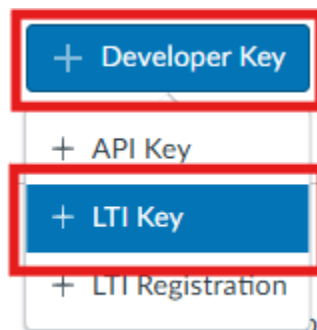 + Developer Key
+ API Key
+ LTI Key
+ LTI Registration